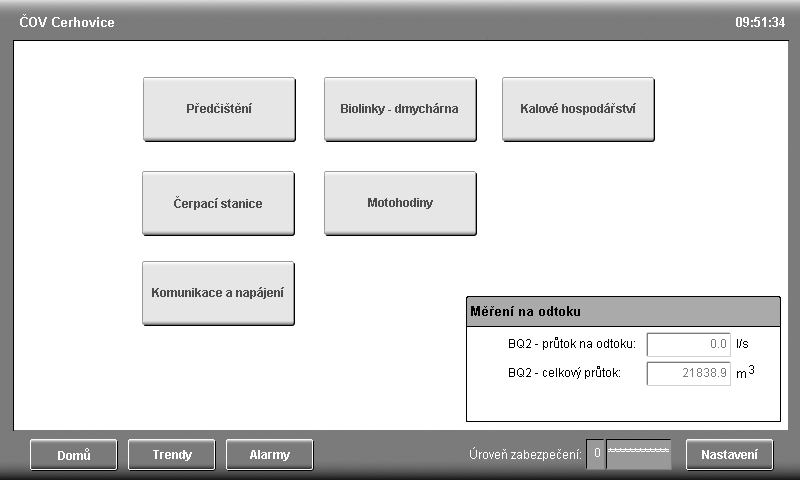 ČOV Cerhovice
09:51:34
Předčištění
Biolinky - dmychárna
Kalové hospodářství
Čerpací stanice
Motohodiny
Komunikace a napájení
Měření na odtoku
BQ2 - průtok na odtoku: 0.0 l/s
BQ2 - celkový průtok: 21838.9 m³
Domů
Trendy
Alarmy
Úroveň zabezpečení: 0
Nastavení